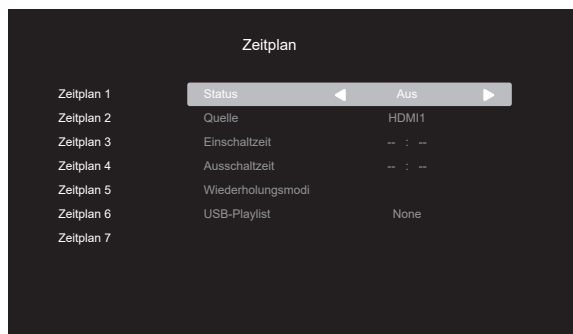 Zeitplan
Zeitplan 1 Status Aus
Zeitplan 2 Quelle HDMI1
Zeitplan 3 Einschaltzeit -- : --
Zeitplan 4 Ausschaltzeit -- : --
Zeitplan 5 Wiederholungsmodi
Zeitplan 6 USB-Playlist None
Zeitplan 7